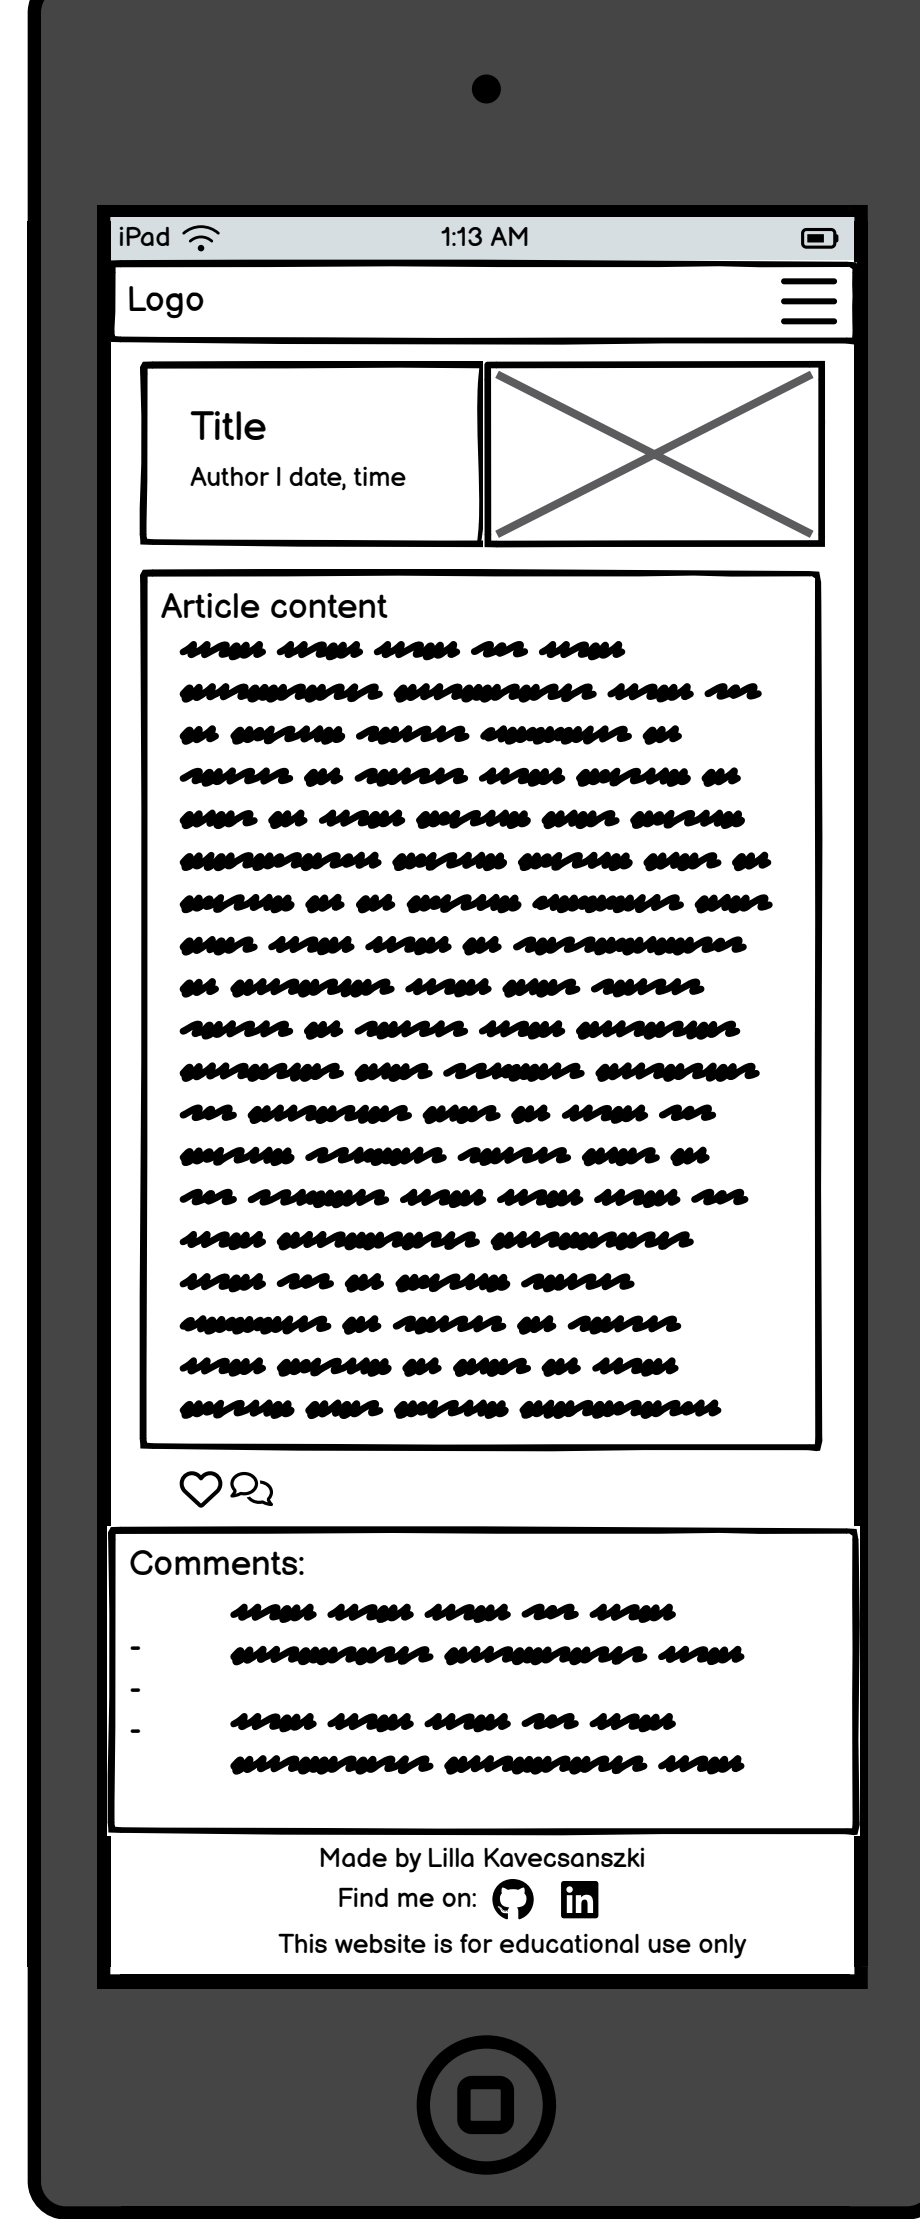 iPad 1:13 AM
Logo
Title
Author | date, time
Article content
Comments:
-
-
-
Made by Lilla Kavecsanszki
Find me on: in
This website is for educational use only